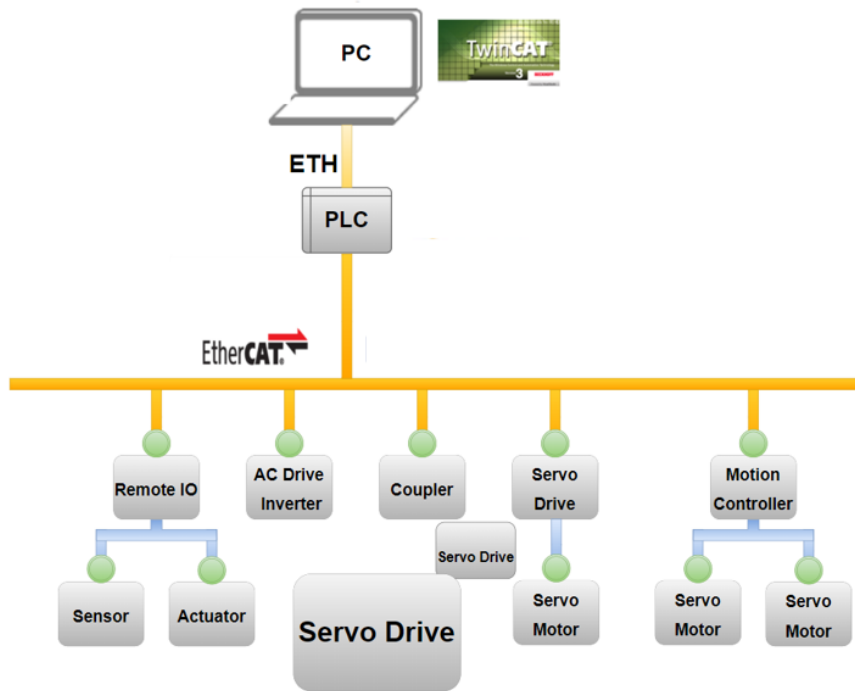 PC
TwinCAT
3
ETH
PLC
EtherCAT®
Remote IO
AC Drive
Inverter
Coupler
Servo
Drive
Motion
Controller
Servo Drive
Sensor
Actuator
Servo Drive
Servo
Motor
Servo
Motor
Servo
Motor